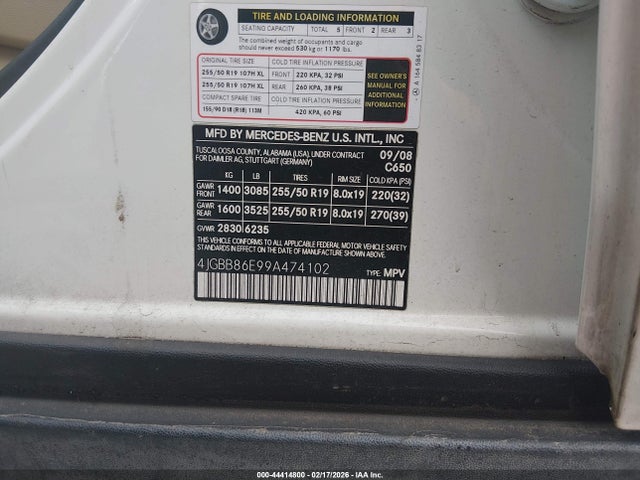 TIRE AND LOADING INFORMATION
SEATING CAPACITY TOTAL 5 FRONT 2 REAR 3
The combined weight of occupants and cargo
should never exceed 530 kg or 1170 lbs.
ORIGINAL TIRE SIZE COLD TIRE INFLATION PRESSURE
255/50 R19 107H XL FRONT 220 KPA, 32 PSI
255/50 R19 107H XL REAR 260 KPA, 38 PSI
COMPACT SPARE TIRE COLD TIRE INFLATION PRESSURE
155/90 D18 (R18) 113M 420 KPA, 60 PSI
SEE OWNER'S
MANUAL FOR
ADDITIONAL
INFORMATION
A 164 584 83 17
MFD BY MERCEDES-BENZ U.S. INTL., INC
TUSCALOOSA COUNTY, ALABAMA (USA), UNDER CONTRACT
FOR DAIMLER AG, STUTTGART (GERMANY)
09/08
C650
KG LB TIRES RIM SIZE COLD KPA (PSI)
GAWR FRONT 1400 3085 255/50 R19 8.0x19 220(32)
GAWR REAR 1600 3525 255/50 R19 8.0x19 270(39)
GVWR 2830 6235
THIS VEHICLE CONFORMS TO ALL APPLICABLE FEDERAL MOTOR VEHICLE SAFETY
STANDARDS IN EFFECT ON THE DATE OF MANUFACTURE SHOWN ABOVE.
4JGBB86E99A474102 TYPE: MPV
000-44414800 - 02/17/2026 - IAA Inc.